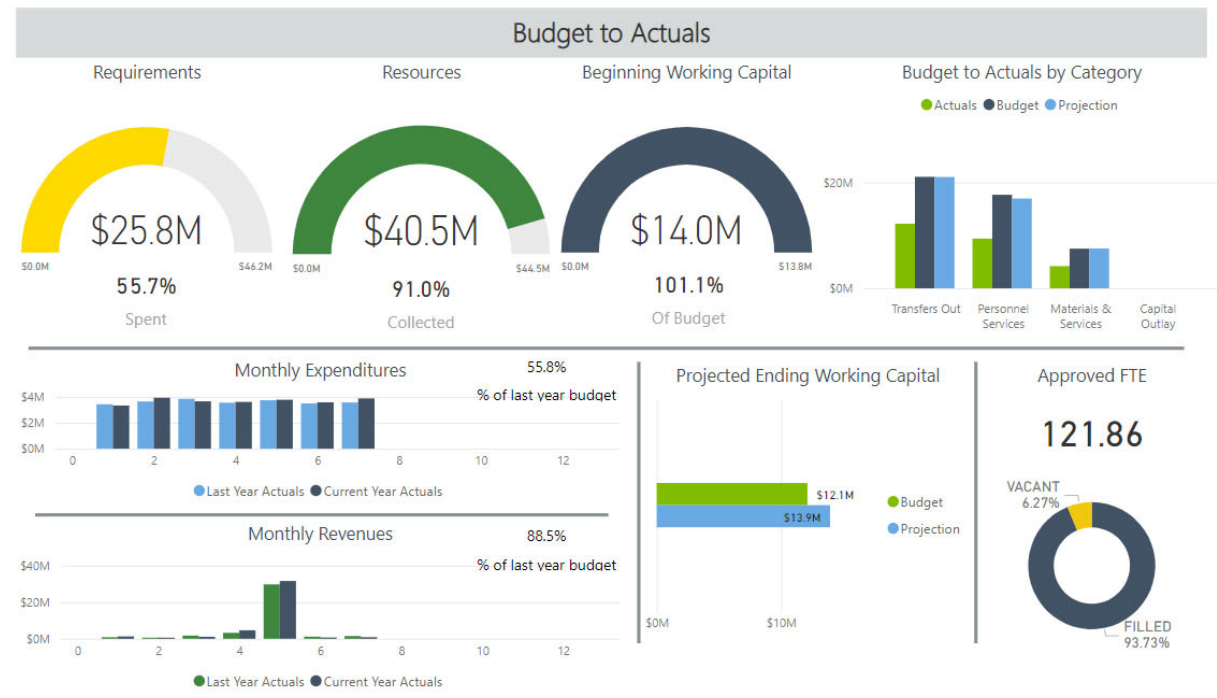 Budget to Actuals
Requirements
$25.8M
$0.0M
$46.2M
55.7%
Spent
Resources
$40.5M
$0.0M
$44.5M
91.0%
Collected
Beginning Working Capital
$14.0M
$0.0M
$13.8M
101.1%
Of Budget
Budget to Actuals by Category
Actuals Budget Projection
$20M
$0M
Transfers Out
Personnel
Services
Materials &
Services
Capital
Outlay
Monthly Expenditures
55.8%
% of last year budget
$4M
$2M
$0M
0 2 4 6 8 10 12
Last Year Actuals Current Year Actuals
Monthly Revenues
88.5%
% of last year budget
$40M
$20M
$0M
0 2 4 6 8 10 12
Last Year Actuals Current Year Actuals
Projected Ending Working Capital
$12.1M
$13.9M
Budget
Projection
$0M $10M
Approved FTE
121.86
VACANT
6.27%
FILLED
93.73%